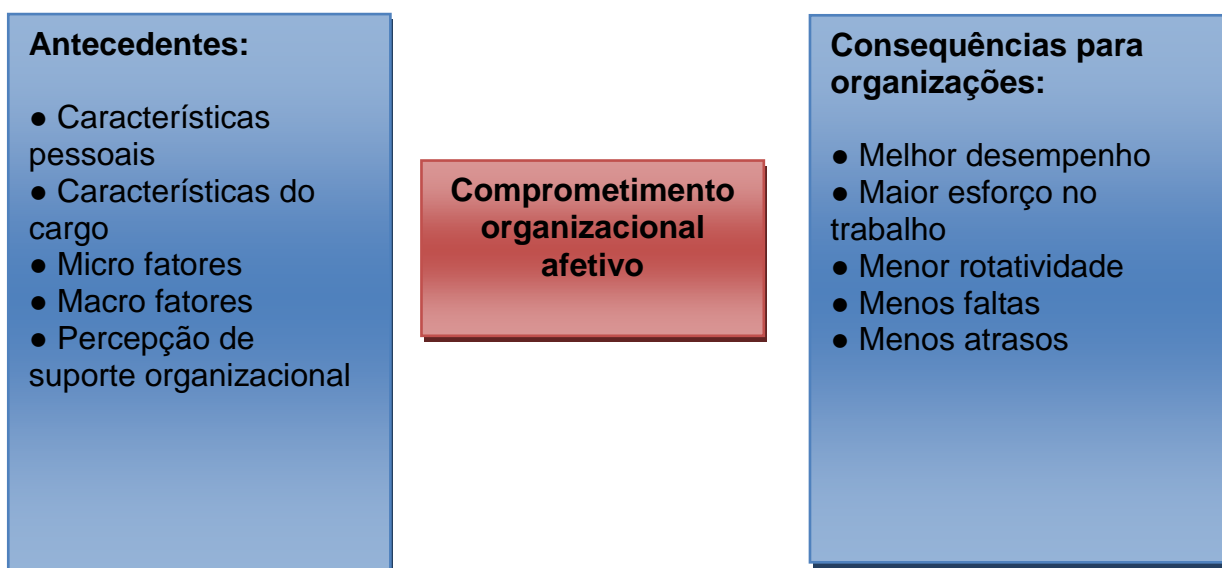 Antecedentes:
● Características
pessoais
● Características do
cargo
● Micro fatores
● Macro fatores
● Percepção de
suporte organizacional
Comprometimento
organizacional
afetivo
Consequências para
organizações:
● Melhor desempenho
● Maior esforço no
trabalho
● Menor rotatividade
● Menos faltas
● Menos atrasos